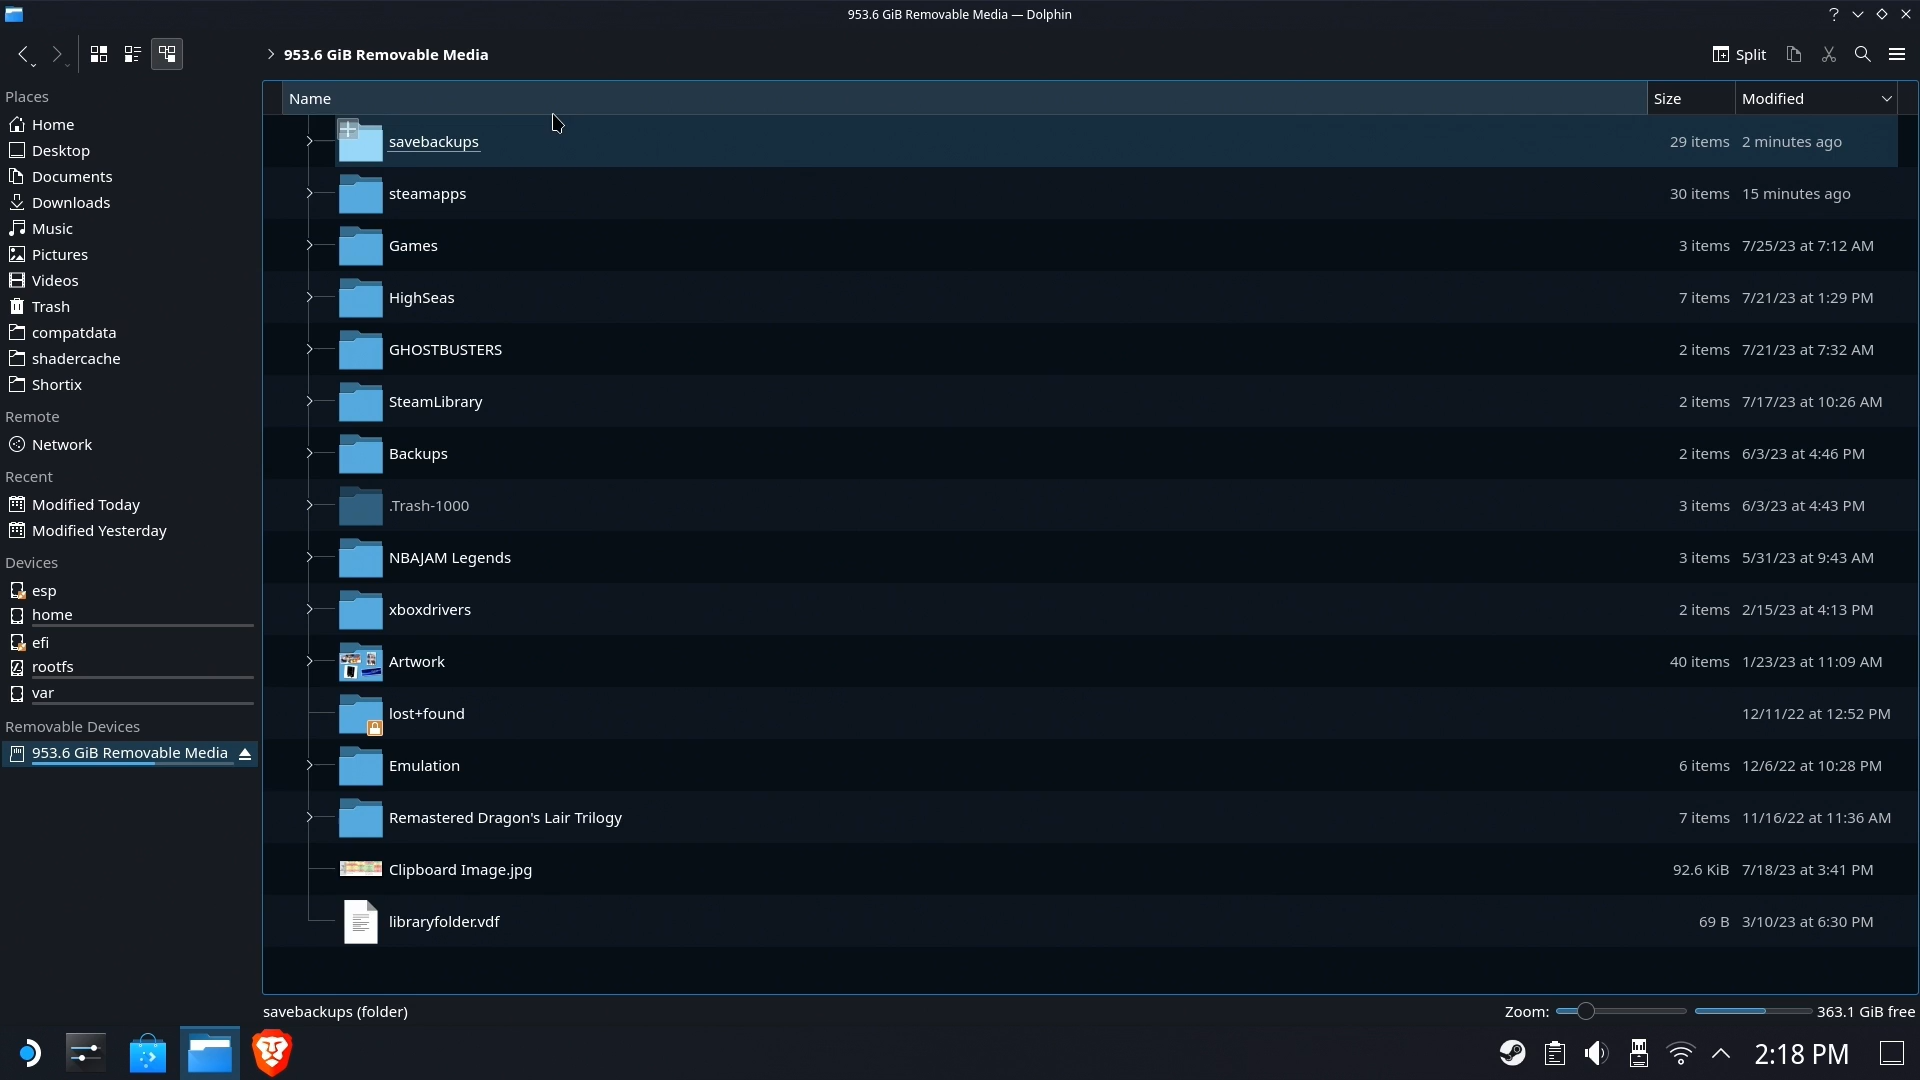 953.6 GiB Removable Media — Dolphin
953.6 GiB Removable Media
Split
Places
Home
Desktop
Documents
Downloads
Music
Pictures
Videos
Trash
compatdata
shadercache
Shortix
Remote
Network
Recent
Modified Today
Modified Yesterday
Devices
esp
home
efi
rootfs
var
Removable Devices
953.6 GiB Removable Media
Name Size Modified
savebackups 29 items 2 minutes ago
steamapps 30 items 15 minutes ago
Games 3 items 7/25/23 at 7:12 AM
HighSeas 7 items 7/21/23 at 1:29 PM
GHOSTBUSTERS 2 items 7/21/23 at 7:32 AM
SteamLibrary 2 items 7/17/23 at 10:26 AM
Backups 2 items 6/3/23 at 4:46 PM
.Trash-1000 3 items 6/3/23 at 4:43 PM
NBAJAM Legends 3 items 5/31/23 at 9:43 AM
xboxdrivers 2 items 2/15/23 at 4:13 PM
Artwork 40 items 1/23/23 at 11:09 AM
lost+found 12/11/22 at 12:52 PM
Emulation 6 items 12/6/22 at 10:28 PM
Remastered Dragon's Lair Trilogy 7 items 11/16/22 at 11:36 AM
Clipboard Image.jpg 92.6 KiB 7/18/23 at 3:41 PM
libraryfolder.vdf 69 B 3/10/23 at 6:30 PM
savebackups (folder) Zoom: 363.1 GiB free
2:18 PM